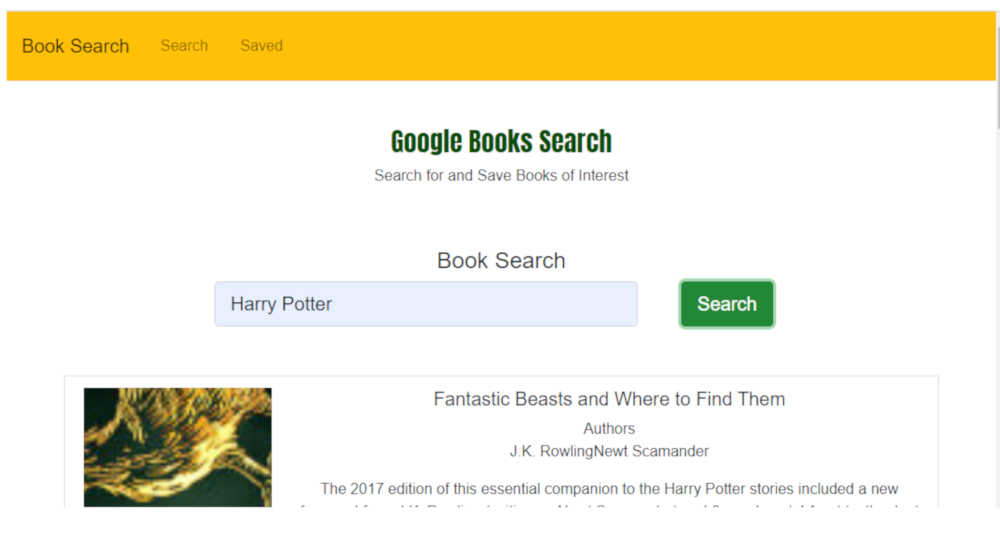 Book Search Search Saved
Google Books Search
Search for and Save Books of Interest
Book Search
Harry Potter Search
Fantastic Beasts and Where to Find Them
Authors
J.K. RowlingNewt Scamander
The 2017 edition of this essential companion to the Harry Potter stories included a new